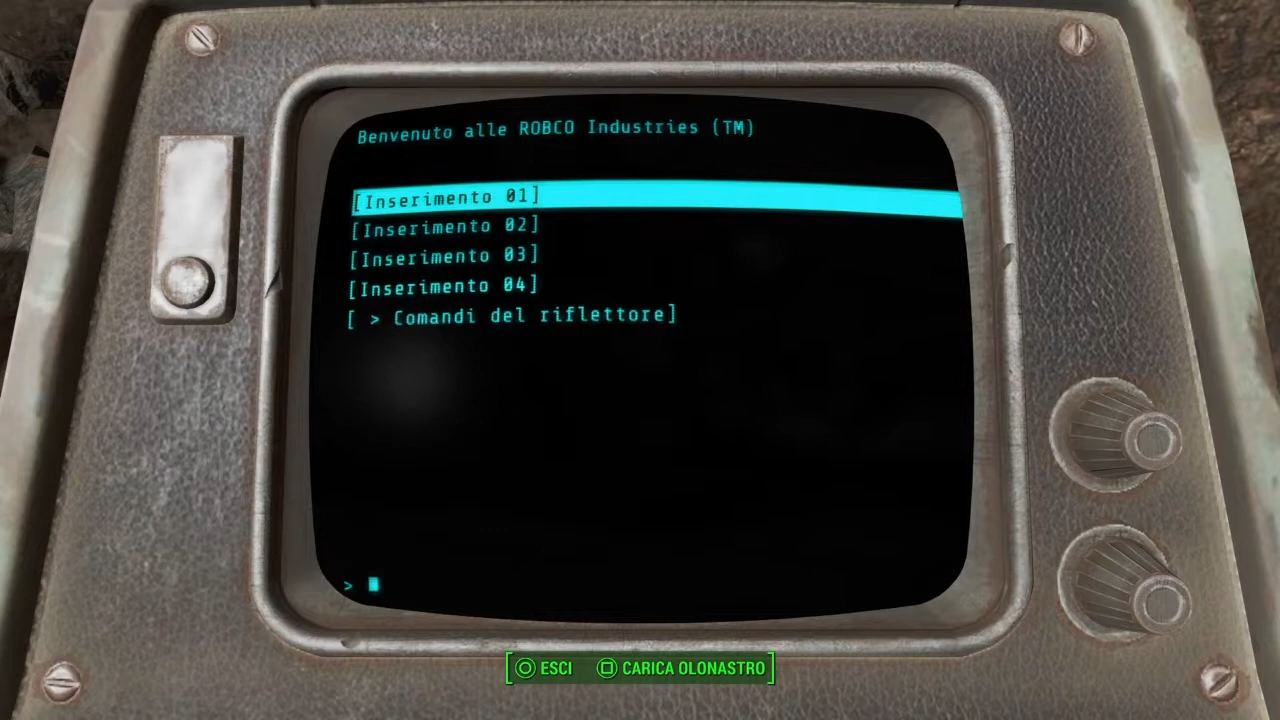 Benvenuto alle ROBCO Industries (TM)
[Inserimento 01]
[Inserimento 02]
[Inserimento 03]
[Inserimento 04]
[ > Comandi del riflettore]
>
ESCI CARICA OLONASTRO